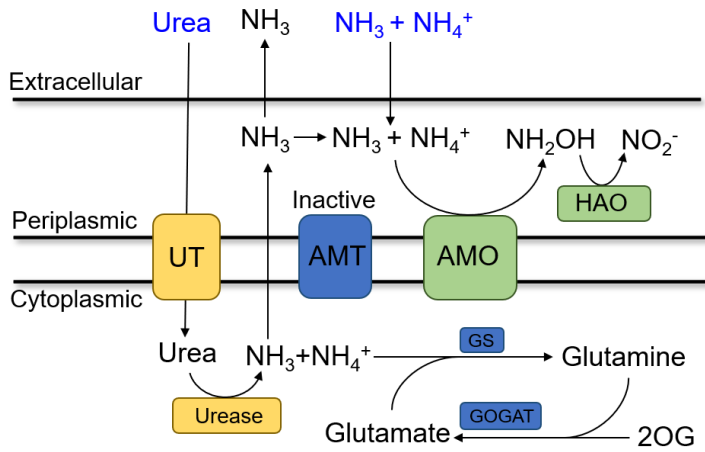 Urea NH₃ NH₃ + NH₄⁺
Extracellular
NH₃ NH₃ + NH₄⁺ NH₂OH NO₂⁻
Inactive
HAO
Periplasmic
UT AMT AMO
Cytoplasmic
Urea NH₃+NH₄⁺ GS Glutamine
Urease GOGAT
Glutamate 2OG